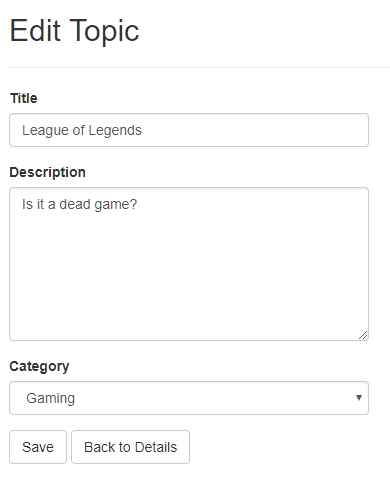 Edit Topic
Title
League of Legends
Description
Is it a dead game?
Category
Gaming
Save Back to Details